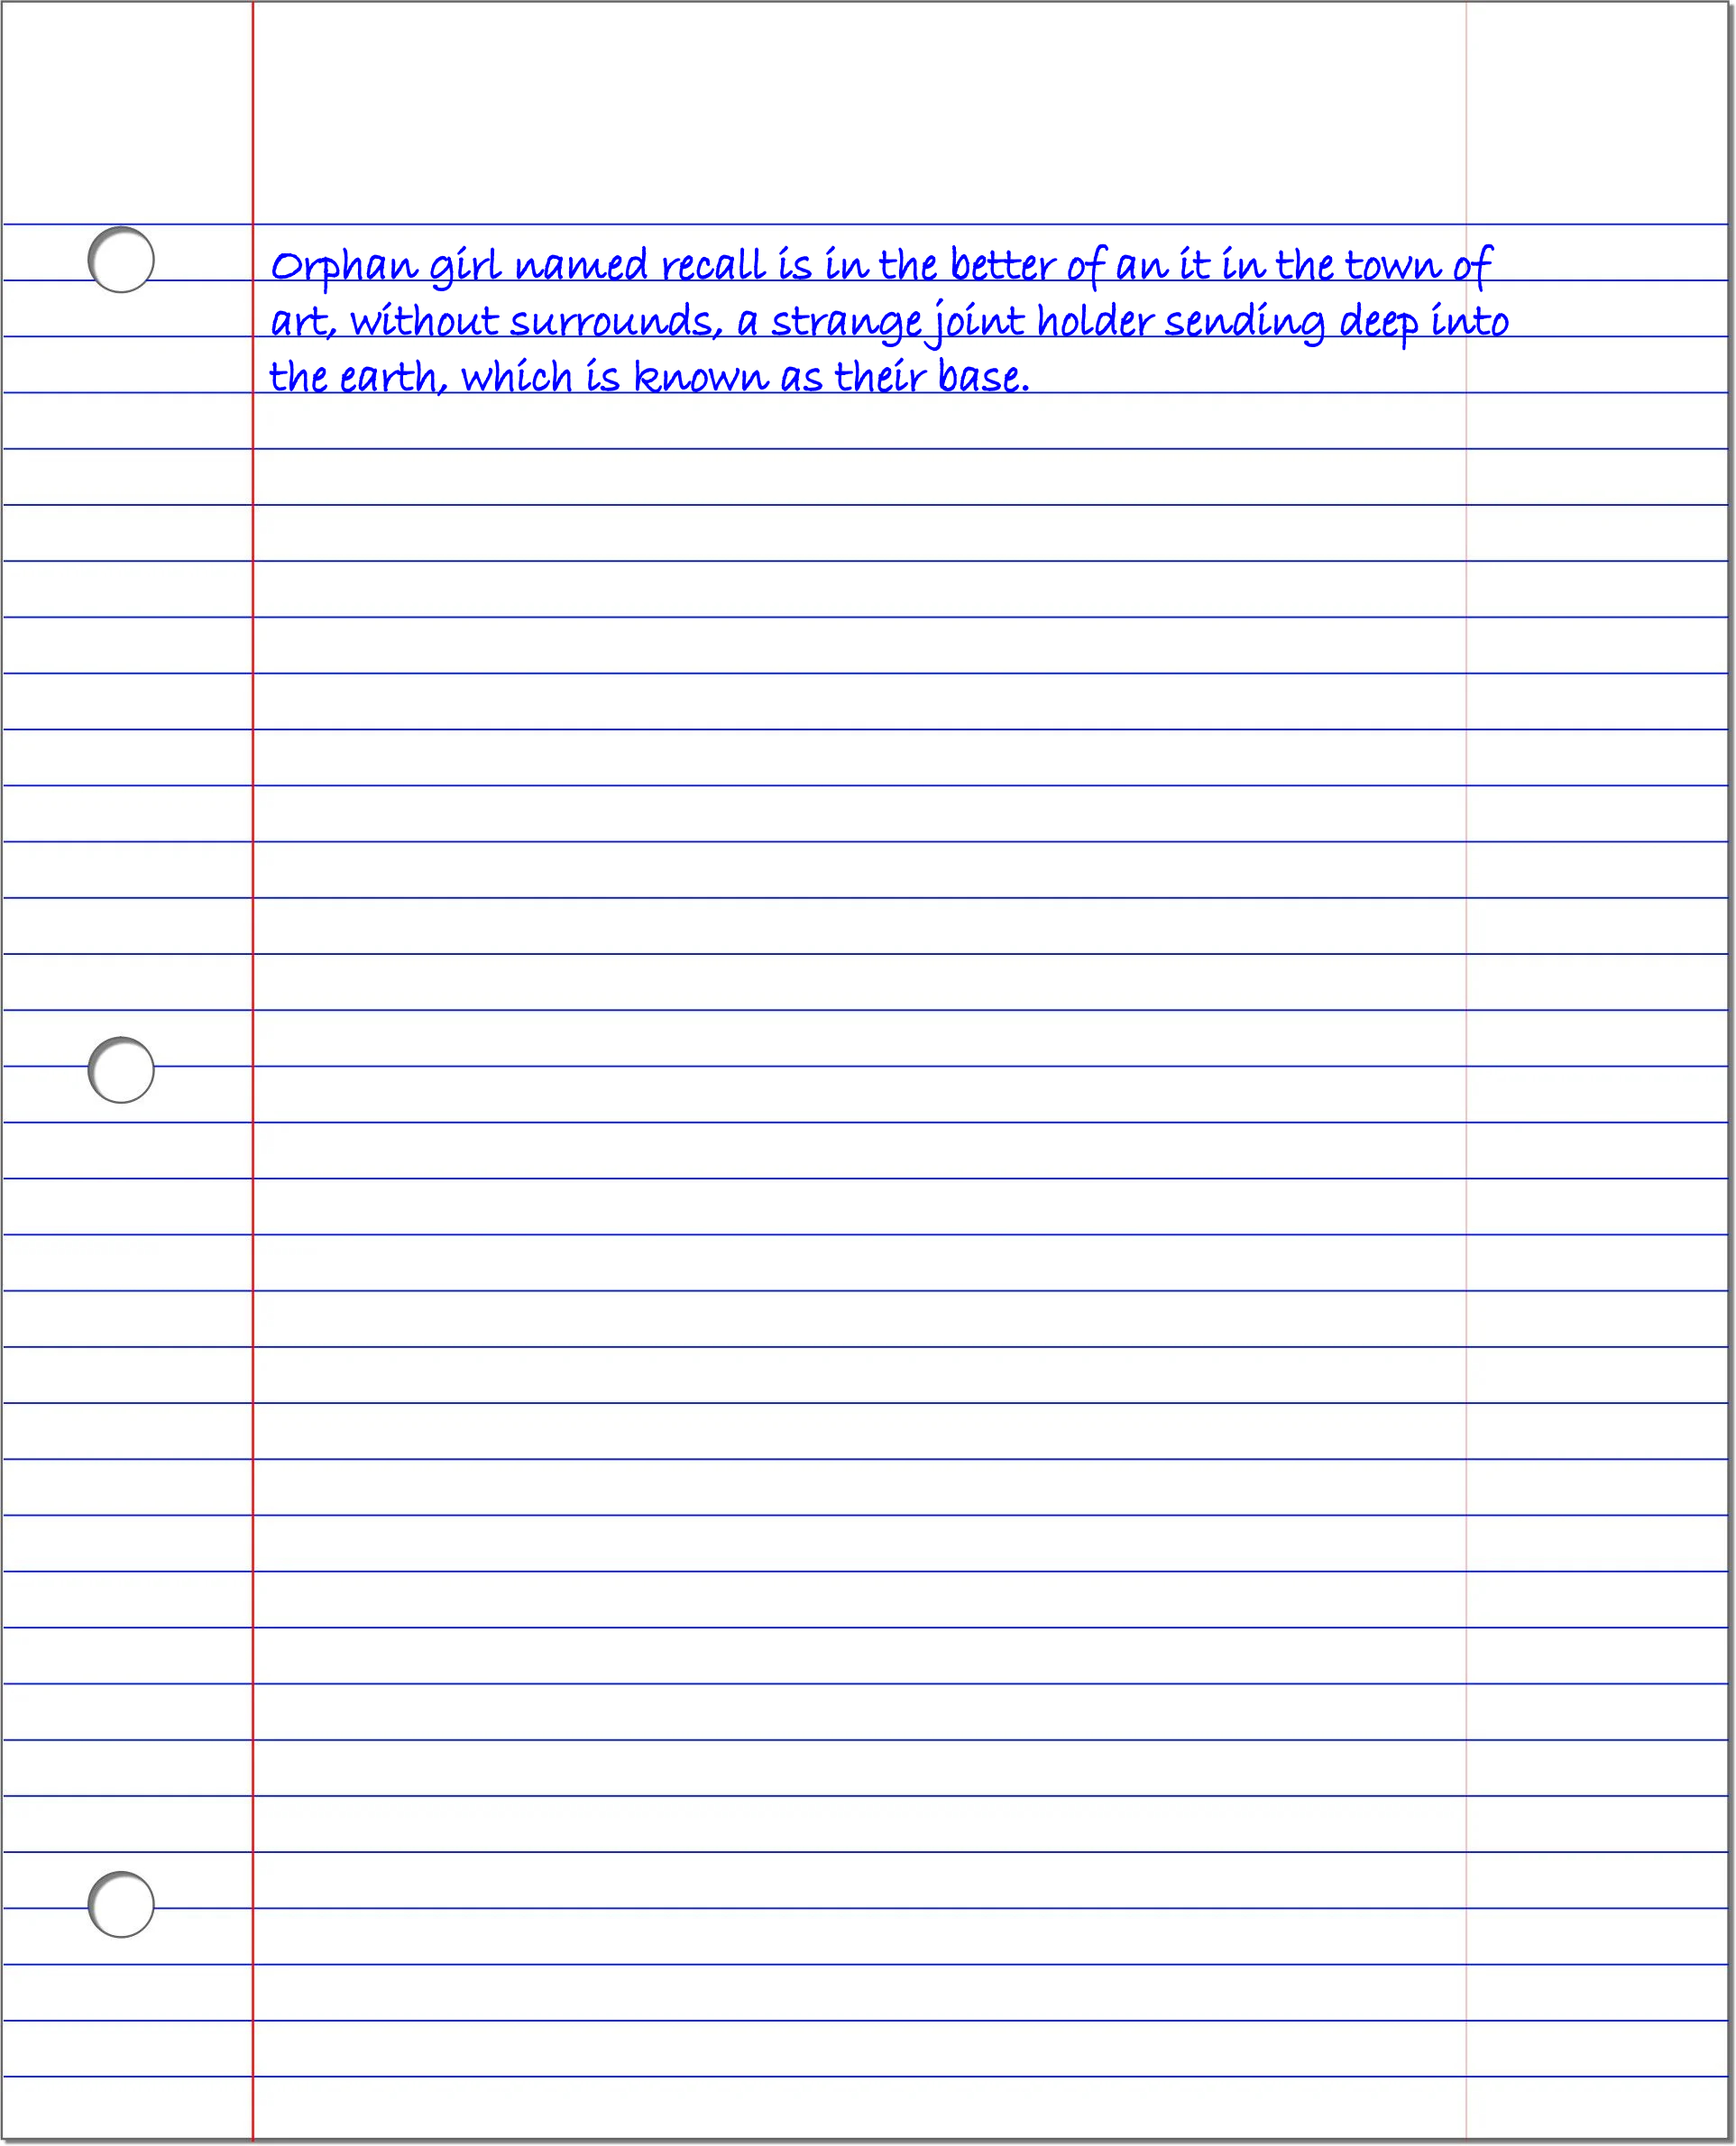 Orphan girl named recall is in the better of an it in the town of
art, without surrounds, a strange joint holder sending deep into
the earth, which is known as their base.